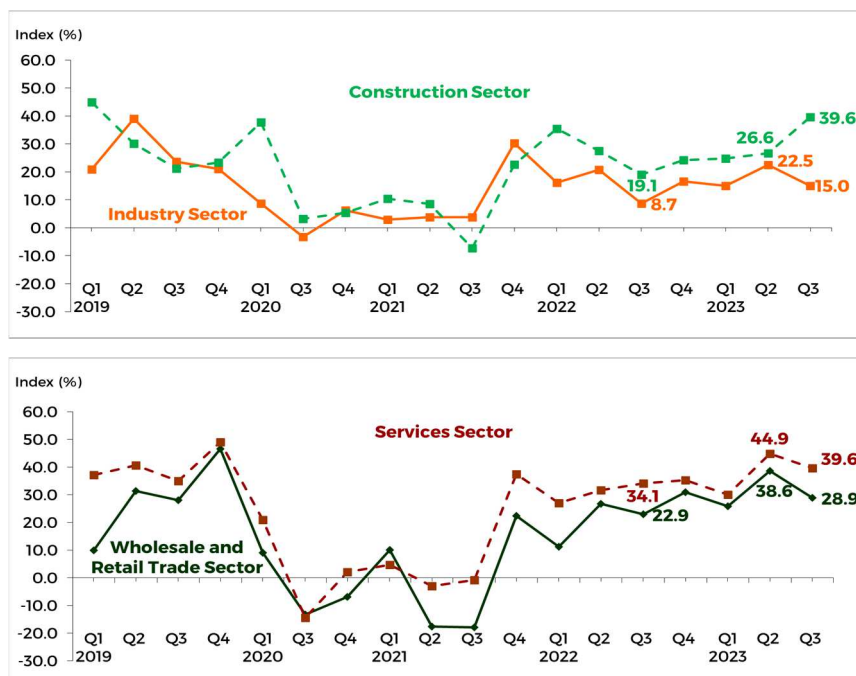 Index (%)
60.0
50.0
40.0
30.0
20.0
10.0
0.0
-10.0
-20.0
-30.0
Construction Sector
Industry Sector
39.6
26.6
22.5
19.1
15.0
8.7
Q1 Q2 Q3 Q4 Q1 Q3 Q4 Q1 Q2 Q3 Q4 Q1 Q2 Q3 Q4 Q1 Q2 Q3
2019 2020 2021 2022 2023
Index (%)
60.0
50.0
40.0
30.0
20.0
10.0
0.0
-10.0
-20.0
-30.0
Services Sector
Wholesale and
Retail Trade Sector
44.9
39.6
34.1
38.6
28.9
22.9
Q1 Q2 Q3 Q4 Q1 Q3 Q4 Q1 Q2 Q3 Q4 Q1 Q2 Q3 Q4 Q1 Q2 Q3
2019 2020 2021 2022 2023